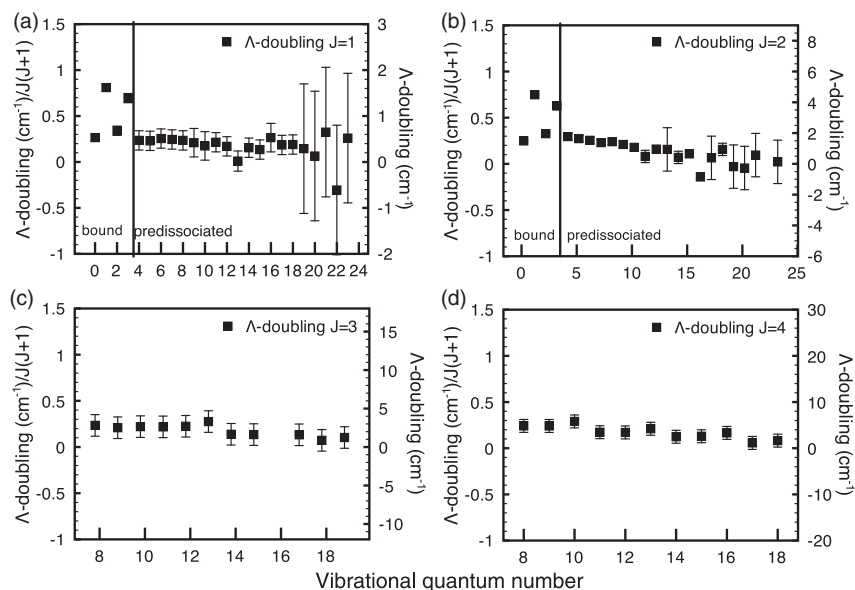 (a)
Λ-doubling J=1
Λ-doubling (cm⁻¹)/J(J+1)
1.5
1
0.5
0
-0.5
-1
3
2
1
0
-1
-2
Λ-doubling (cm⁻¹)
bound predissociated
0 2 4 6 8 10 12 14 16 18 20 22 24
(b)
Λ-doubling J=2
Λ-doubling (cm⁻¹)/J(J+1)
1.5
1
0.5
0
-0.5
-1
8
6
4
2
0
-2
-4
-6
Λ-doubling (cm⁻¹)
bound predissociated
0 5 10 15 20 25
(c)
Λ-doubling J=3
Λ-doubling (cm⁻¹)/J(J+1)
1.5
1
0.5
0
-0.5
-1
15
10
5
0
-5
-10
Λ-doubling (cm⁻¹)
8 10 12 14 16 18
(d)
Λ-doubling J=4
Λ-doubling (cm⁻¹)/J(J+1)
1.5
1
0.5
0
-0.5
-1
30
20
10
0
-10
-20
Λ-doubling (cm⁻¹)
8 10 12 14 16 18
Vibrational quantum number